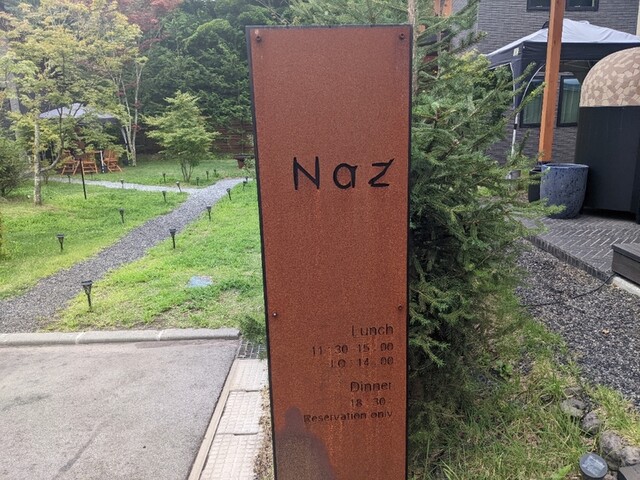 Naz
Lunch
11:30-15:00
LO:14:00
Dinner
18:30-
Reservation only